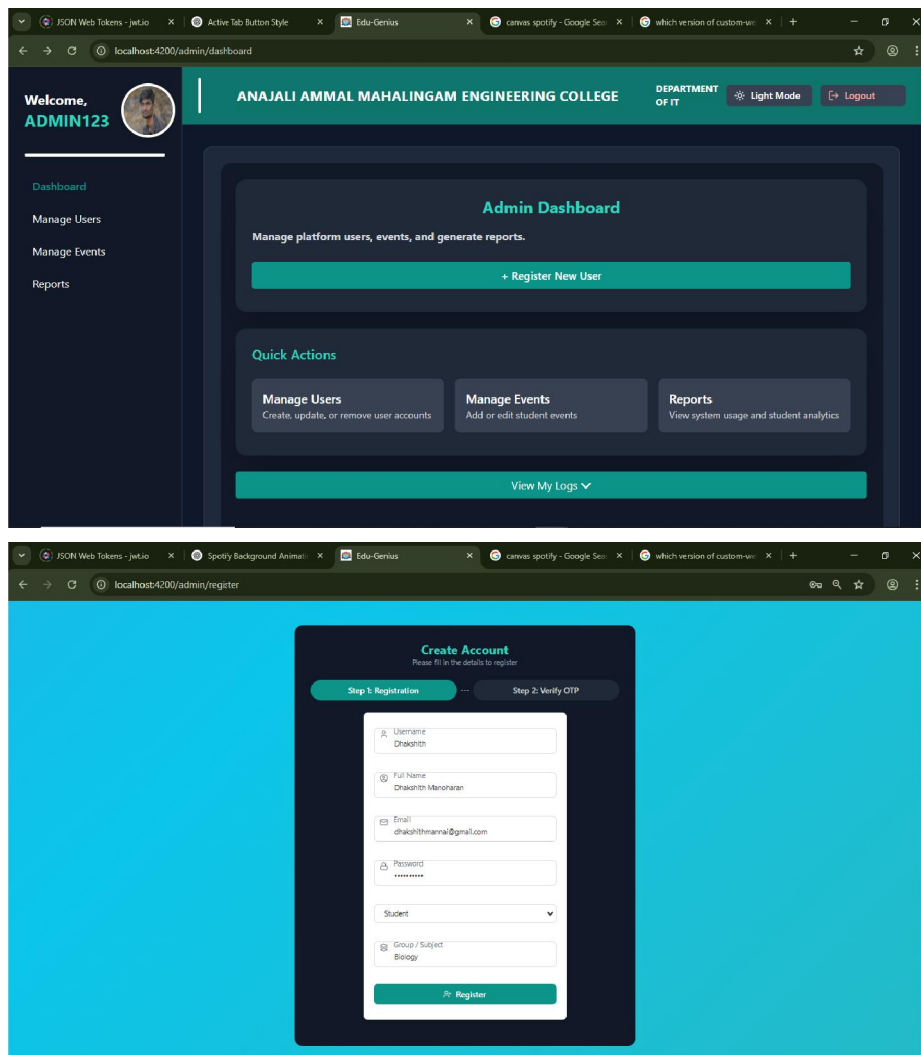 JSON Web Tokens - jwt.io
Active Tab Button Style
Edu-Genius
canvas spotify - Google Sear
which version of custom-we
localhost:4200/admin/dashboard
Welcome,
ADMIN123
ANAJALI AMMAL MAHALINGAM ENGINEERING COLLEGE
DEPARTMENT
OF IT
Light Mode
Logout
Dashboard
Manage Users
Manage Events
Reports
Admin Dashboard
Manage platform users, events, and generate reports.
+ Register New User
Quick Actions
Manage Users
Create, update, or remove user accounts
Manage Events
Add or edit student events
Reports
View system usage and student analytics
View My Logs
JSON Web Tokens - jwt.io
Spotify Background Animati
Edu-Genius
canvas spotify - Google Sear
which version of custom-we
localhost:4200/admin/register
Create Account
Please fill in the details to register
Step 1: Registration
---
Step 2: Verify OTP
Username
Dhakshith
Full Name
Dhakshith Manoharan
Email
dhakshithmannai@gmail.com
Password
••••••••••
Student
Group / Subject
Biology
Register